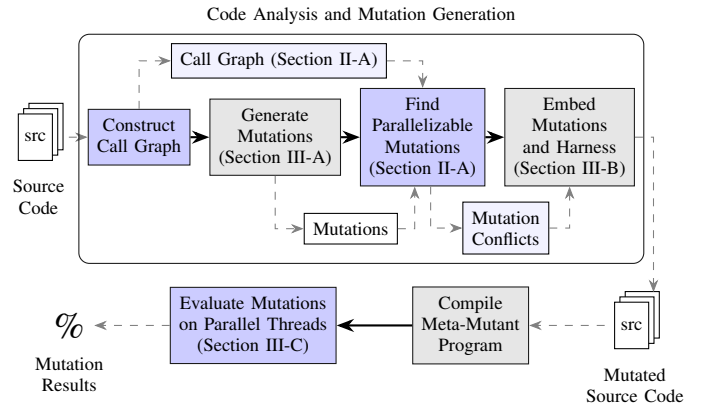 Code Analysis and Mutation Generation
Call Graph (Section II-A)
src
Source
Code
Construct
Call Graph
Generate
Mutations
(Section III-A)
Find
Parallelizable
Mutations
(Section II-A)
Embed
Mutations
and Harness
(Section III-B)
Mutations
Mutation
Conflicts
%
Mutation
Results
Evaluate Mutations
on Parallel Threads
(Section III-C)
Compile
Meta-Mutant
Program
src
Mutated
Source Code